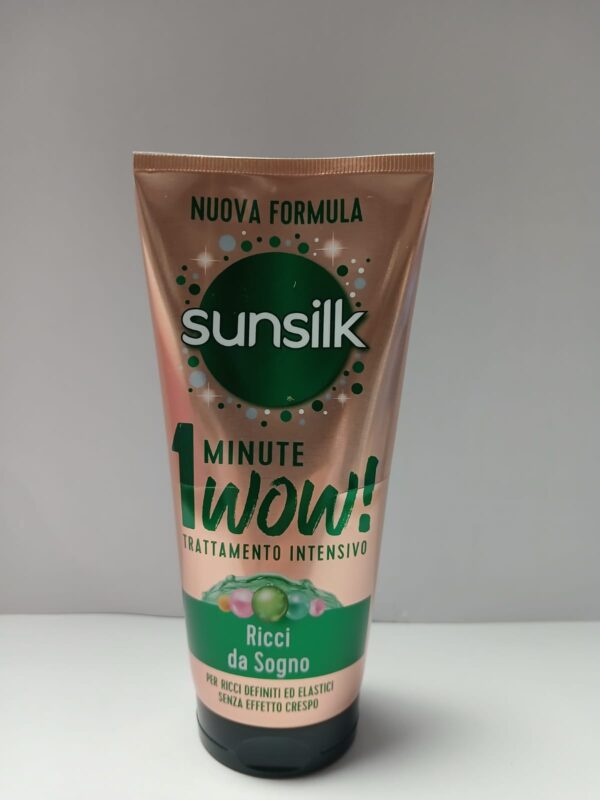 NUOVA FORMULA
sunsilk
1 MINUTE
WOW!
TRATTAMENTO INTENSIVO
Ricci
da Sogno
PER RICCI DEFINITI ED ELASTICI
SENZA EFFETTO CRESPO